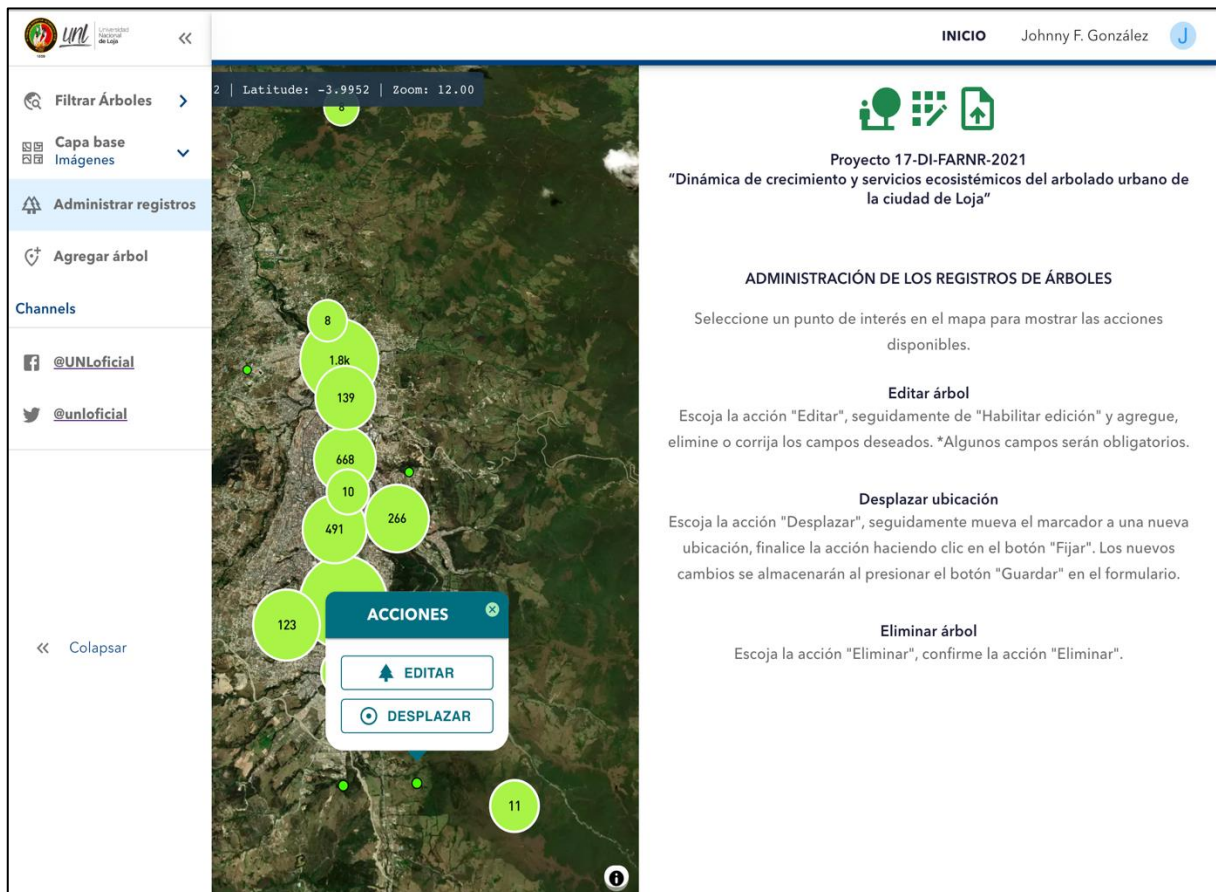 unl
Universidad
Nacional
de Loja
INICIO
Johnny F. González
J
Filtrar Árboles
Capa base
Imágenes
Administrar registros
Agregar árbol
Channels
@UNLoficial
@unloficial
Colapsar
2 | Latitude: -3.9952 | Zoom: 12.00
8
8
1.8k
139
668
10
491
266
123
ACCIONES
EDITAR
DESPLAZAR
11
Proyecto 17-DI-FARNR-2021
“Dinámica de crecimiento y servicios ecosistémicos del arbolado urbano de
la ciudad de Loja”
ADMINISTRACIÓN DE LOS REGISTROS DE ÁRBOLES
Seleccione un punto de interés en el mapa para mostrar las acciones
disponibles.
Editar árbol
Escoja la acción "Editar", seguidamente de "Habilitar edición" y agregue,
elimine o corrija los campos deseados. *Algunos campos serán obligatorios.
Desplazar ubicación
Escoja la acción "Desplazar", seguidamente mueva el marcador a una nueva
ubicación, finalice la acción haciendo clic en el botón "Fijar". Los nuevos
cambios se almacenarán al presionar el botón "Guardar" en el formulario.
Eliminar árbol
Escoja la acción "Eliminar", confirme la acción "Eliminar".